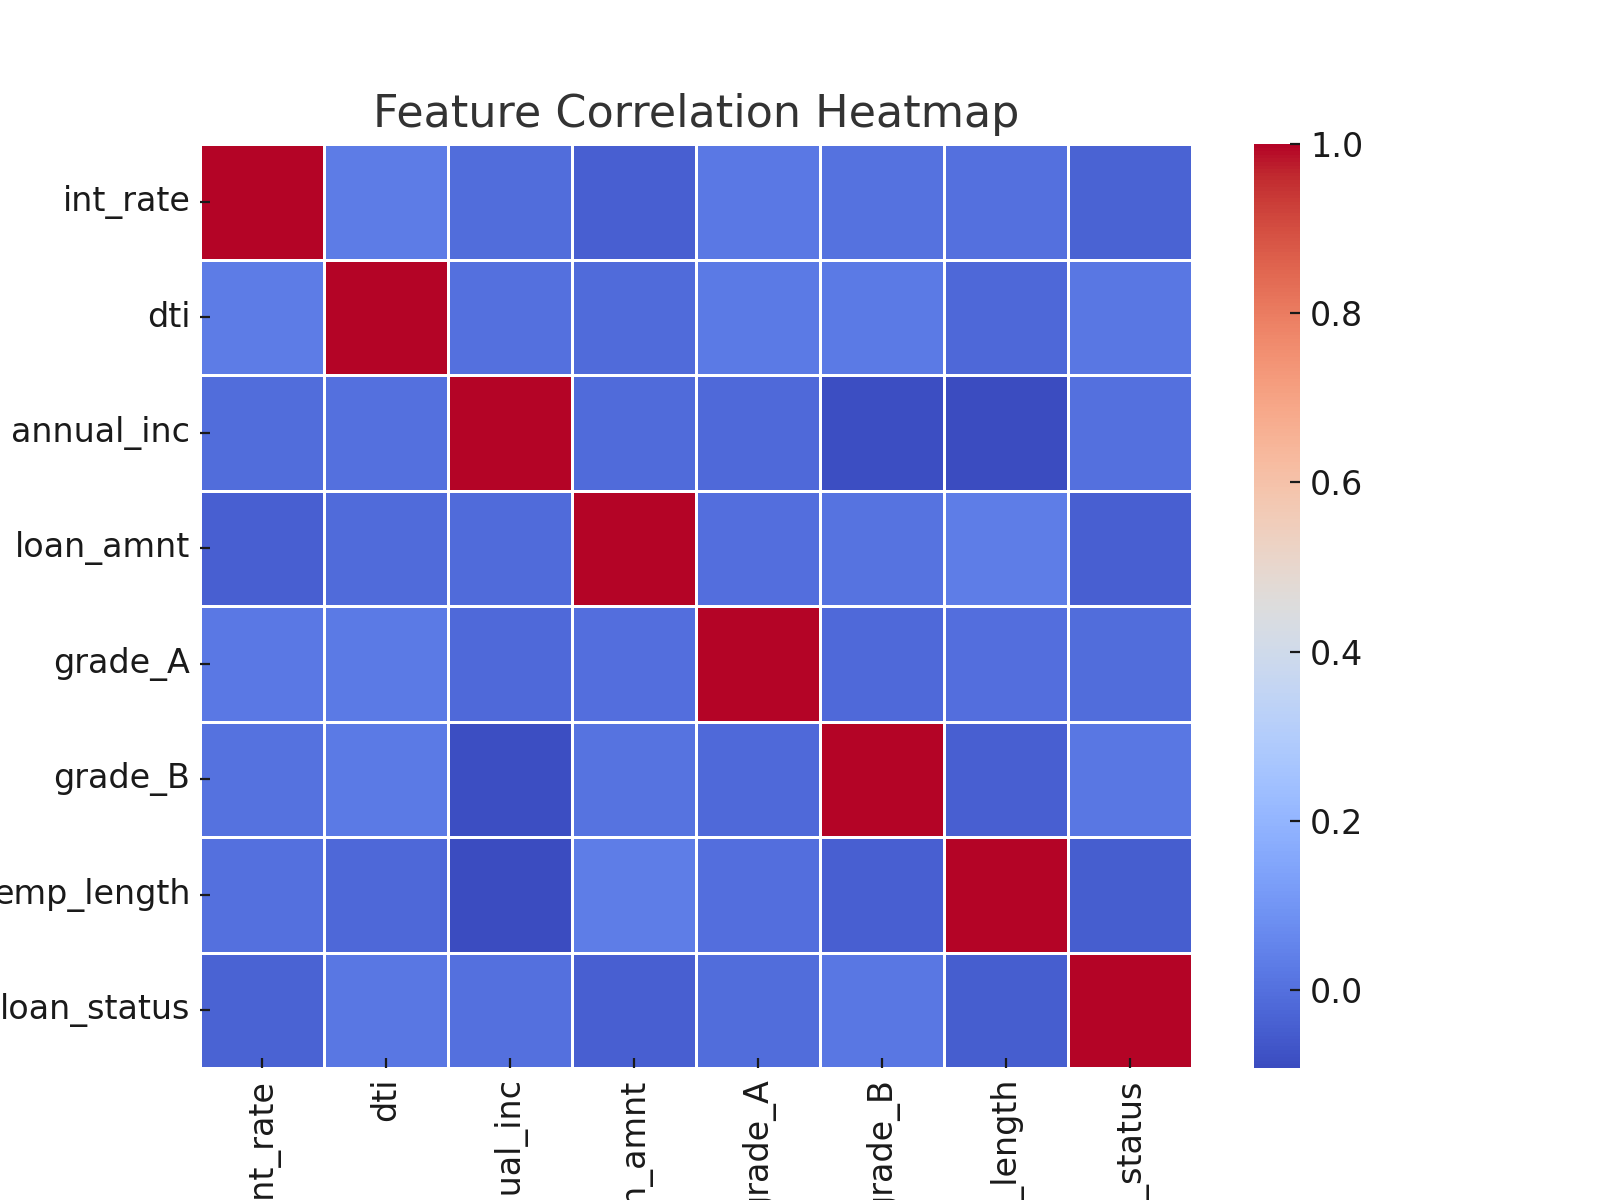 Feature Correlation Heatmap
int_rate
dti
annual_inc
loan_amnt
grade_A
grade_B
emp_length
loan_status
nt_rate
dti
ual_inc
n_amnt
grade_A
grade_B
_length
_status
1.0
0.8
0.6
0.4
0.2
0.0